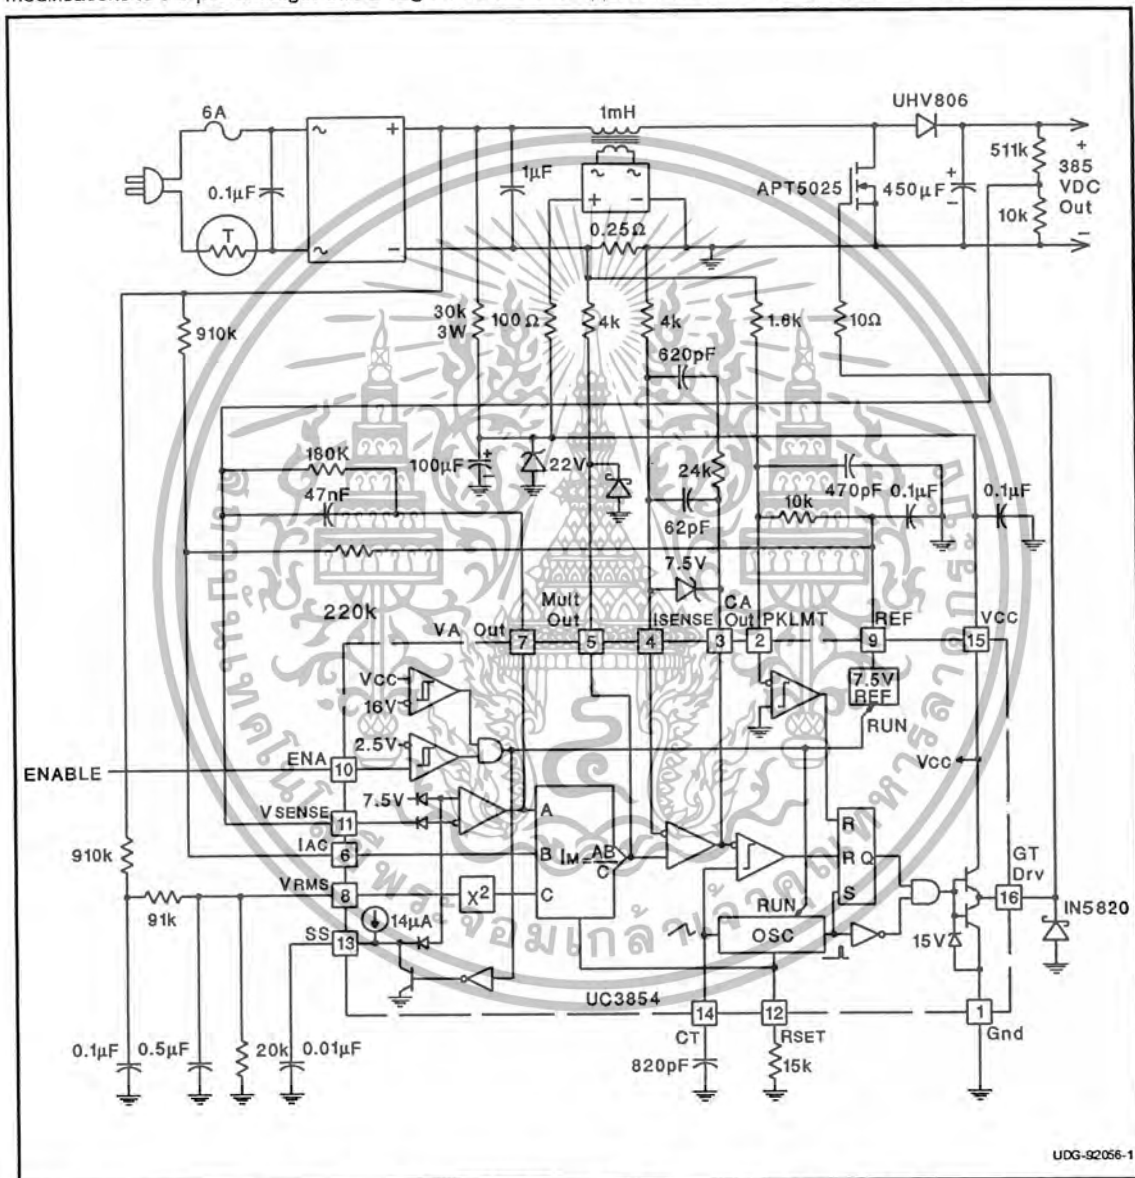 UHV806
6A
1mH
0.1µF
1µF
APT5025
450µF
511k
385
VDC
Out
10k
T
0.25Ω
910k
30k
3W
100Ω
4k
4k
1.6k
10Ω
620pF
180K
47nF
100µF
22V
24k
62pF
10k
470pF
0.1µF
0.1µF
7.5V
220k
VA Out
Mult
Out
ISENSE
CA
Out
PKLMT
REF
VCC
7
5
4
3
2
9
15
VCC
16V
7.5V
REF
RUN
2.5V
ENABLE
ENA
10
VCC
7.5V
VSENSE
11
A
IAC
6
B
IM=AB/C
R
R Q
S
GT
Drv
910k
VRMS
8
X²
C
16
IN5820
91k
RUN
14µA
SS
13
OSC
15V
UC3854
14
12
1
CT
RSET
Gnd
0.1µF
0.5µF
20k
0.01µF
820pF
15k
UDG-92056-1